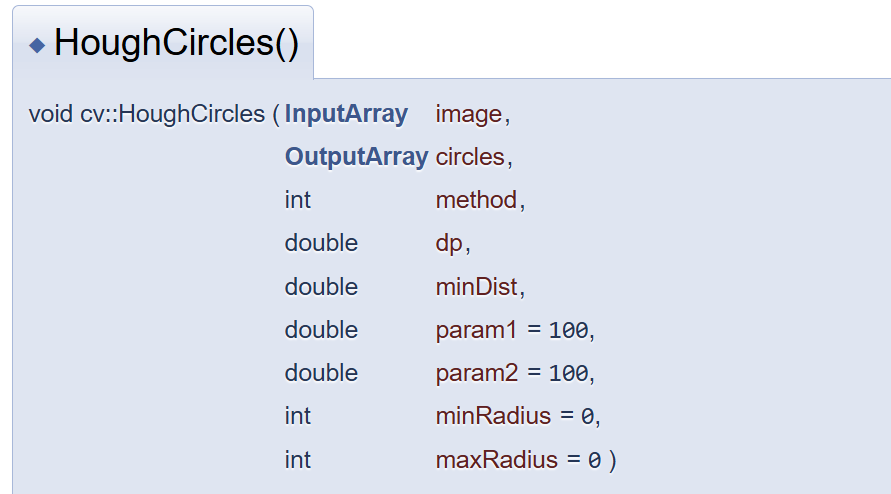 ◆ HoughCircles()
void cv::HoughCircles ( InputArray image,
OutputArray circles,
int method,
double dp,
double minDist,
double param1 = 100,
double param2 = 100,
int minRadius = 0,
int maxRadius = 0 )